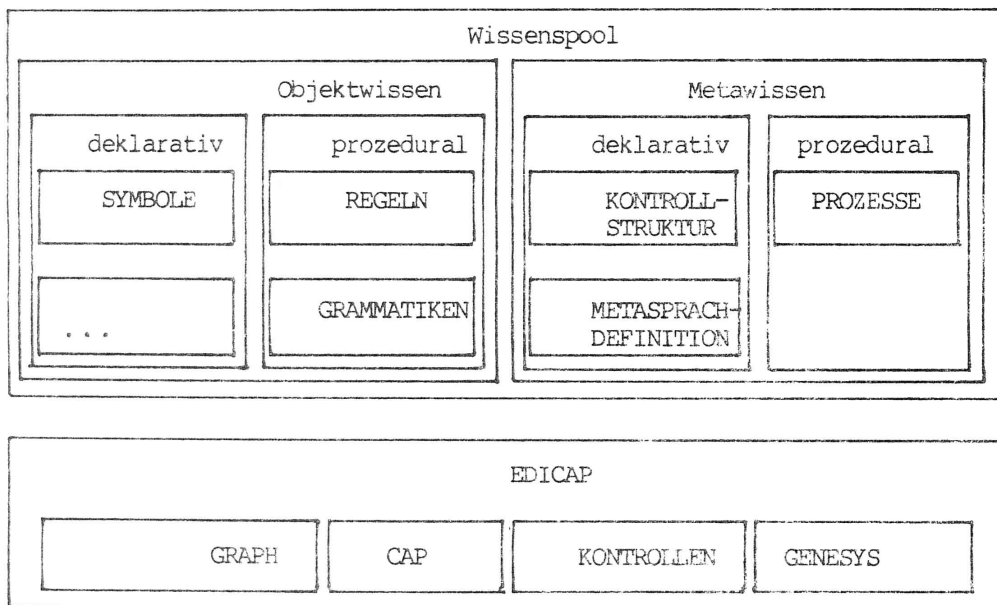 Wissenspool
Objektwissen Metawissen
deklarativ prozedural deklarativ prozedural
SYMBOLE REGELN KONTROLL- PROZESSE
STRUKTUR
GRAMMATIKEN METASPRACH-
... DEFINITION
EDICAP
GRAPH CAP KONTROLLEN GENESYS